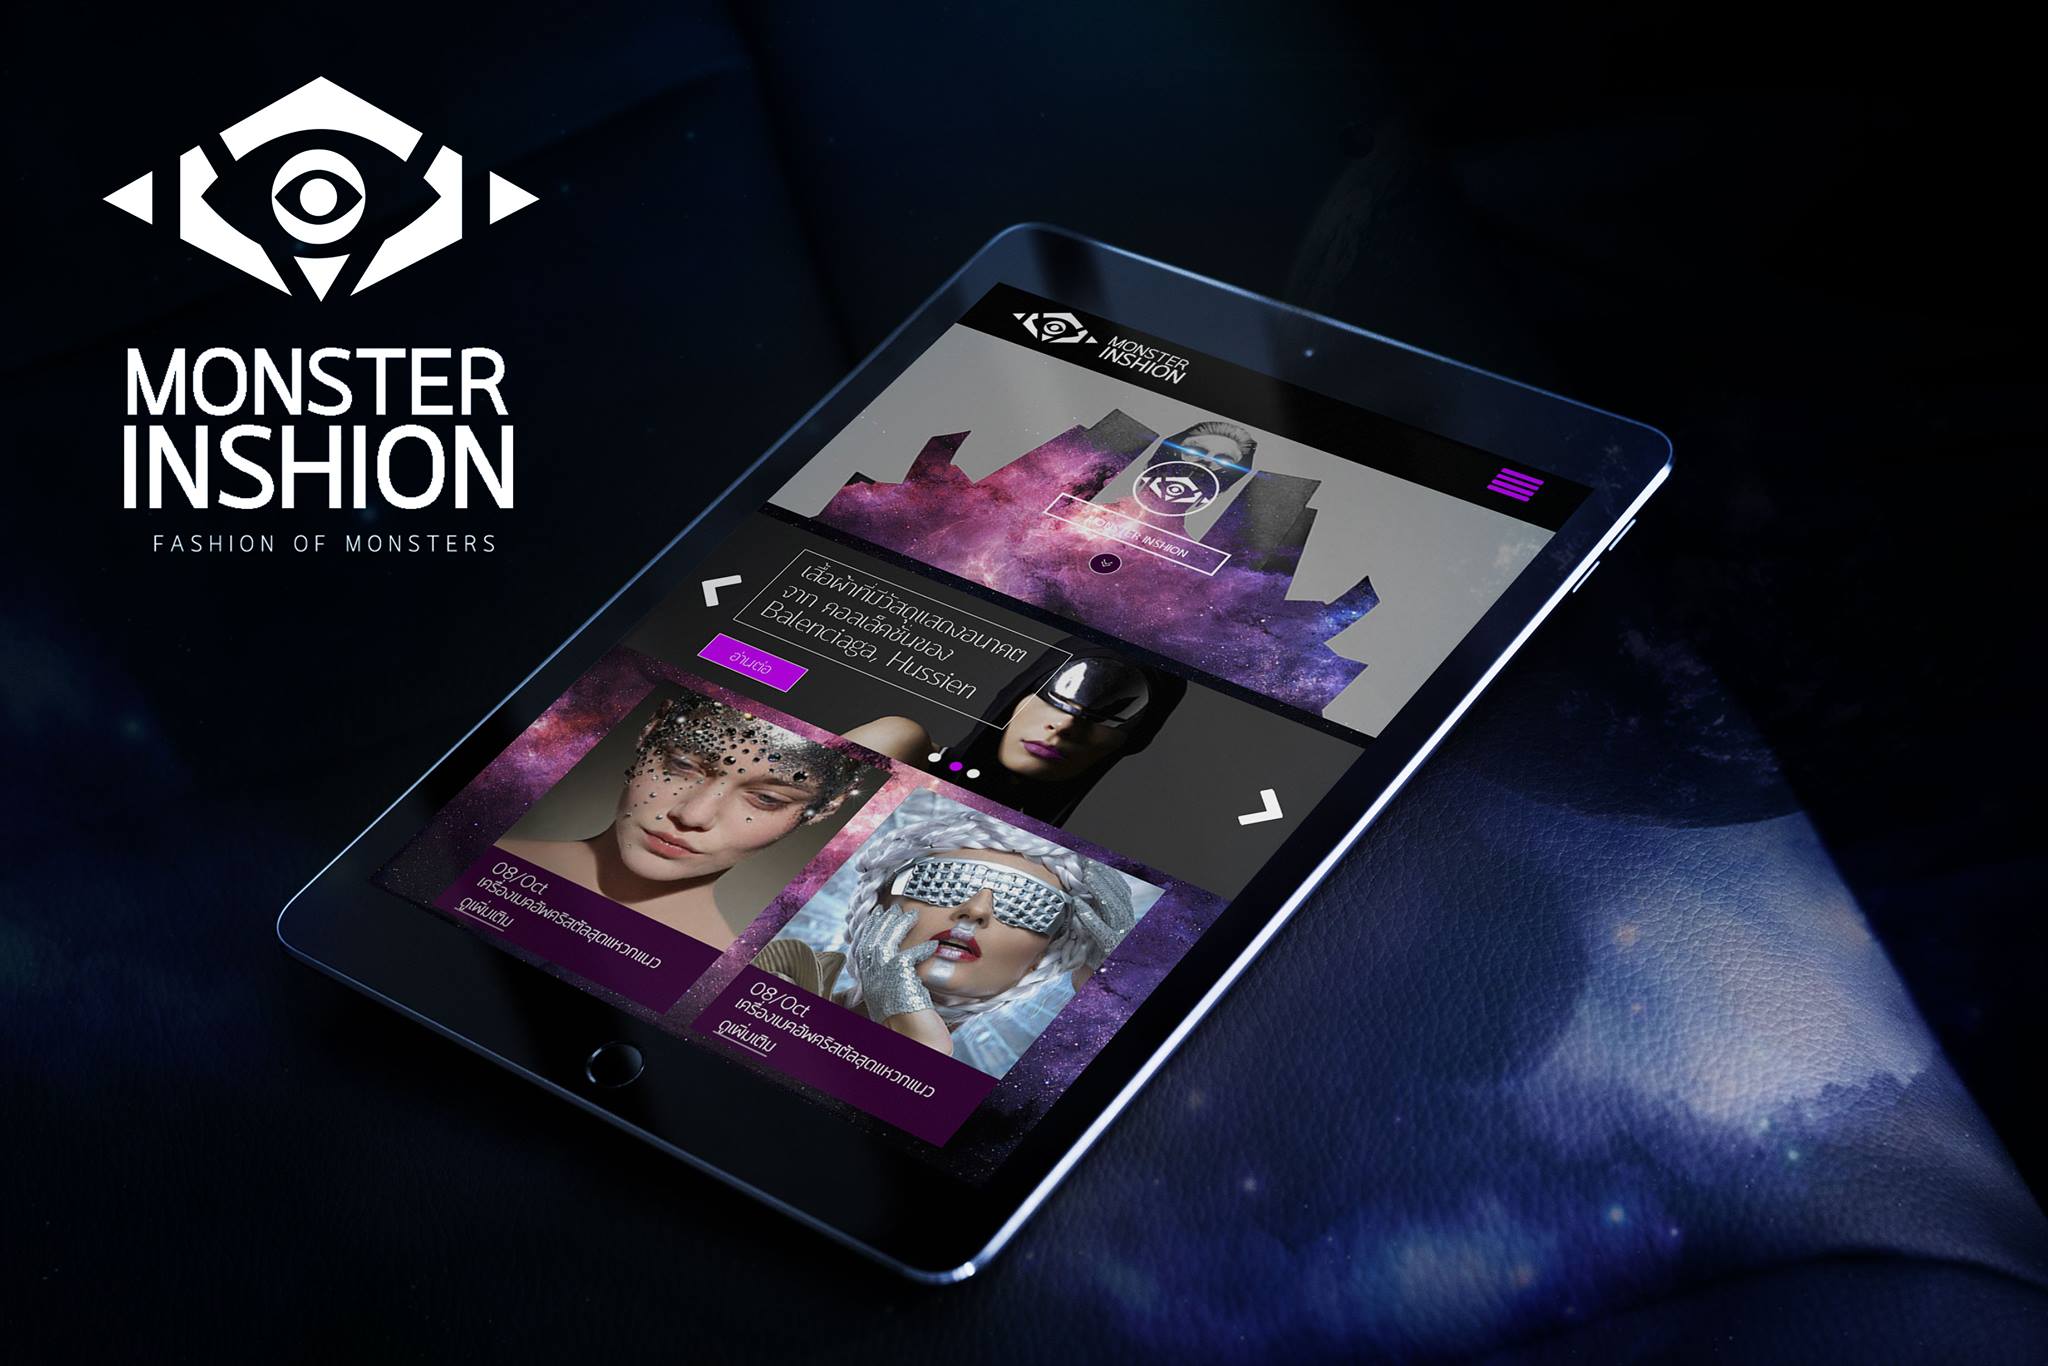 MONSTER
INSHION
FASHION OF MONSTERS
MONSTER
INSHION
MONSTER INSHION
เสื้อผ้าที่มีวัสดุแสดงอนาคต
จาก คอลเล็คชั่นของ
Balenciaga, Hussien
อ่านต่อ
08/Oct
เครื่องเมคอัพคริสตัลสุดแหวกแนว
ดูเพิ่มเติม
08/Oct
เครื่องเมคอัพคริสตัลสุดแหวกแนว
ดูเพิ่มเติม